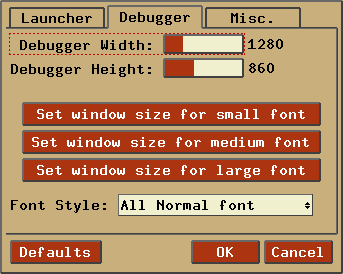 Launcher Debugger Misc.
Debugger Width: 1280
Debugger Height: 860
Set window size for small font
Set window size for medium font
Set window size for large font
Font Style: All Normal font
Defaults OK Cancel